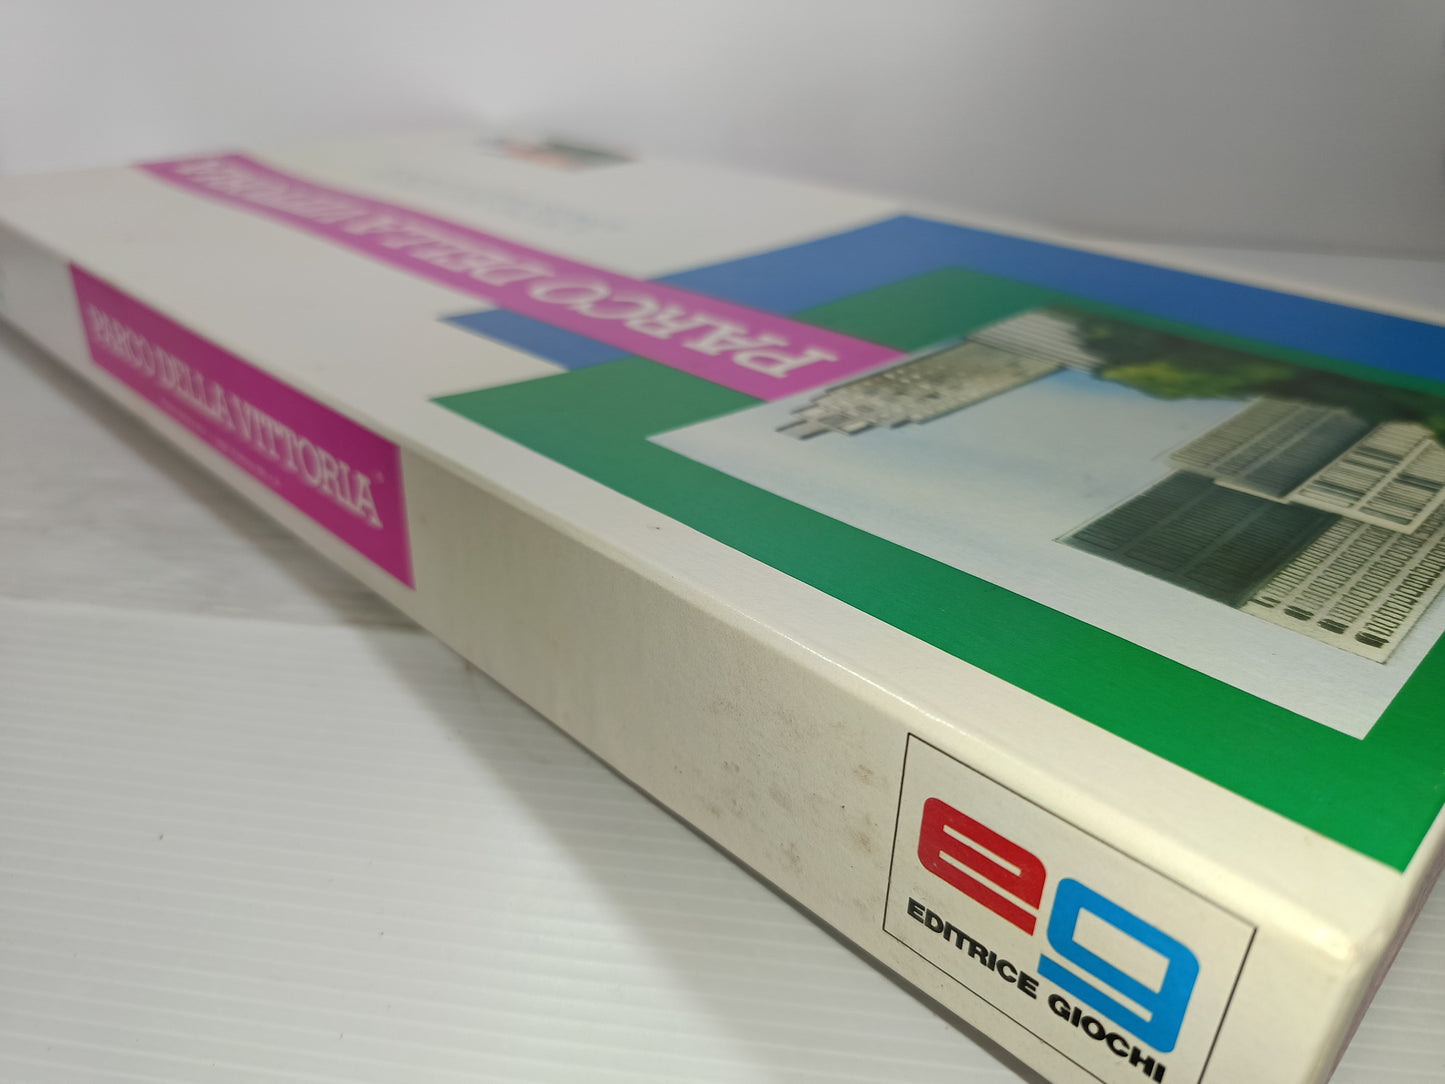 PARCO DELLA VITTORIA
PARCO DELLA VITTORIA
eg
EDITRICE GIOCHI